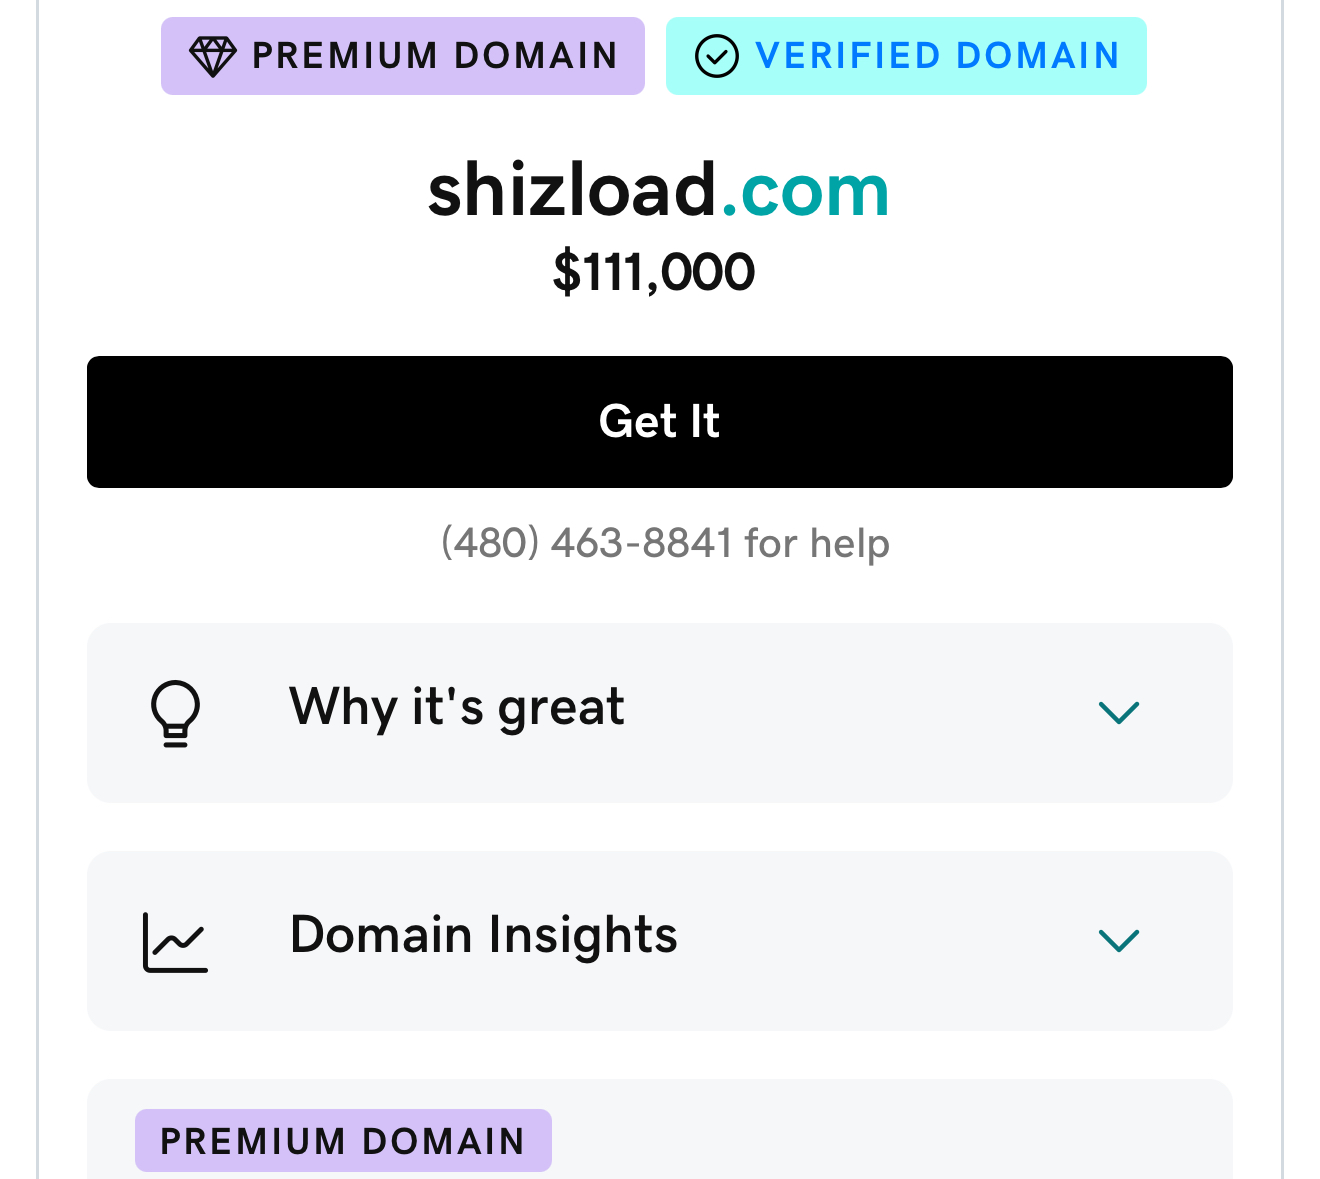 PREMIUM DOMAIN VERIFIED DOMAIN
shizload.com
$111,000
Get It
(480) 463-8841 for help
Why it's great
Domain Insights
PREMIUM DOMAIN